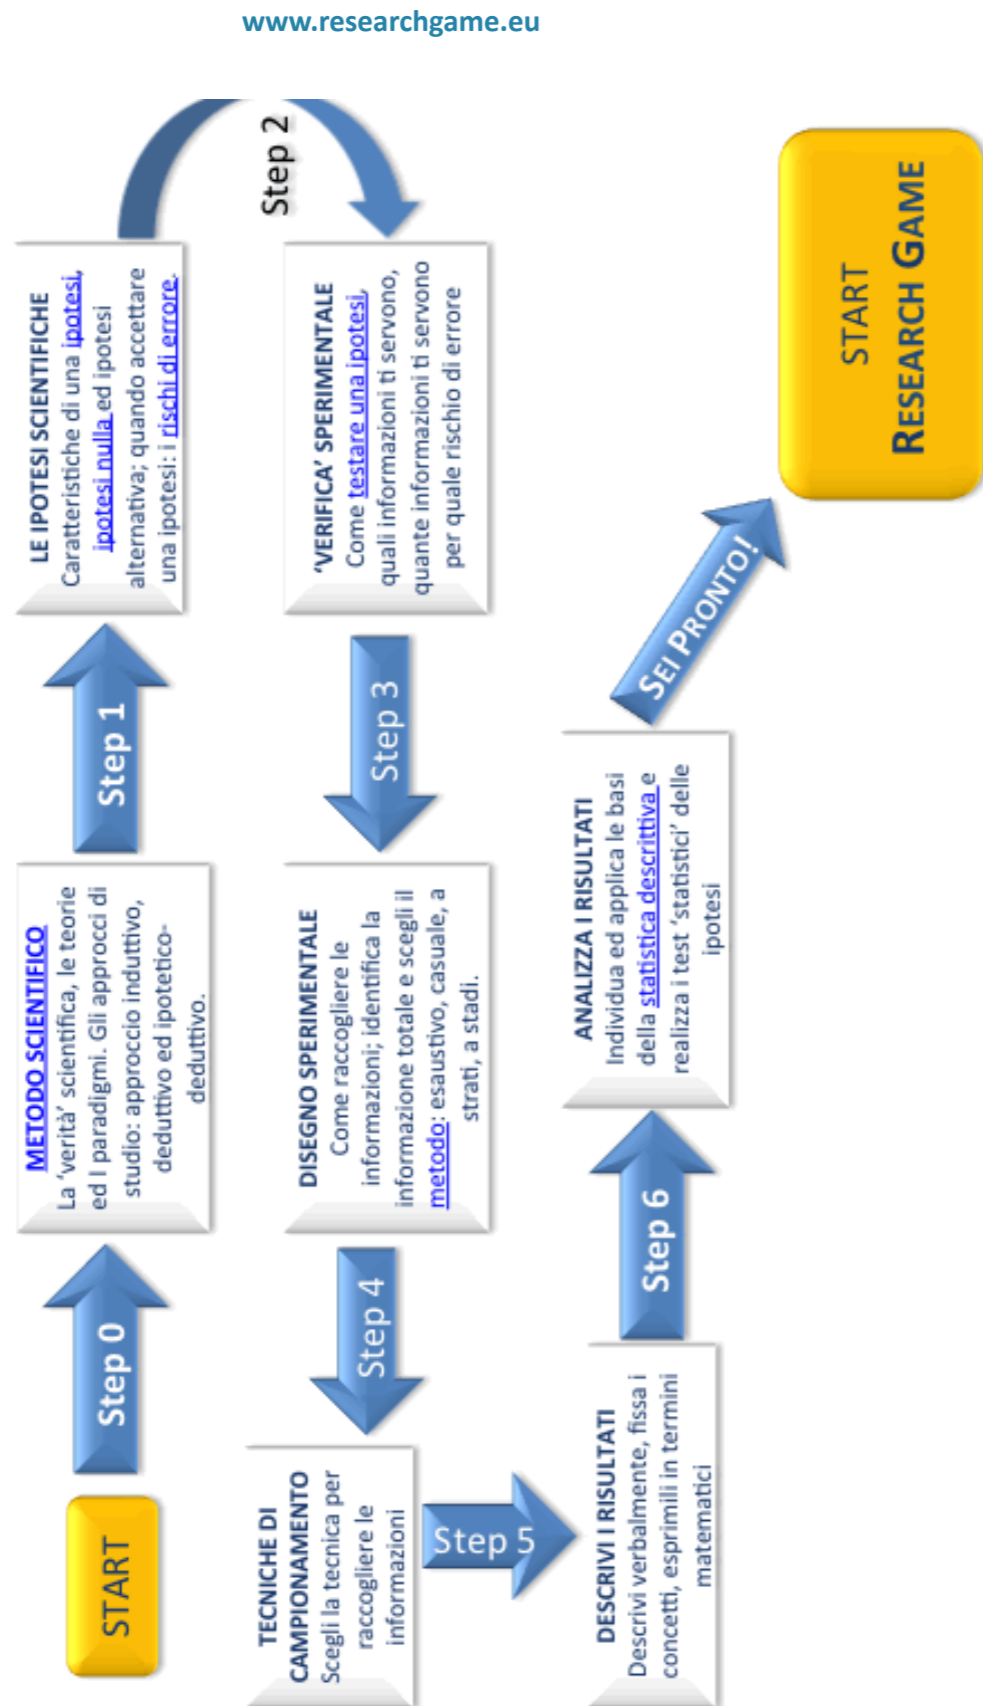 www.researchgame.eu
START
Step 0
METODO SCIENTIFICO
La ‘verità’ scientifica, le teorie
ed I paradigmi. Gli approcci di
studio: approccio induttivo,
deduttivo ed ipotetico-
deduttivo.
Step 1
LE IPOTESI SCIENTIFICHE
Caratteristiche di una ipotesi,
ipotesi nulla ed ipotesi
alternativa; quando accettare
una ipotesi: i rischi di errore.
Step 2
‘VERIFICA’ SPERIMENTALE
Come testare una ipotesi,
quali informazioni ti servono,
quante informazioni ti servono
per quale rischio di errore
Step 3
DISEGNO SPERIMENTALE
Come raccogliere le
informazioni; identifica la
informazione totale e scegli il
metodo: esaustivo, casuale, a
strati, a stadi.
Step 4
TECNICHE DI
CAMPIONAMENTO
Scegli la tecnica per
raccogliere le
informazioni
Step 5
DESCRIVI I RISULTATI
Descrivi verbalmente, fissa i
concetti, esprimili in termini
matematici
Step 6
ANALIZZA I RISULTATI
Individua ed applica le basi
della statistica descrittiva e
realizza i test ‘statistici’ delle
ipotesi
SEI PRONTO!
START
RESEARCH GAME